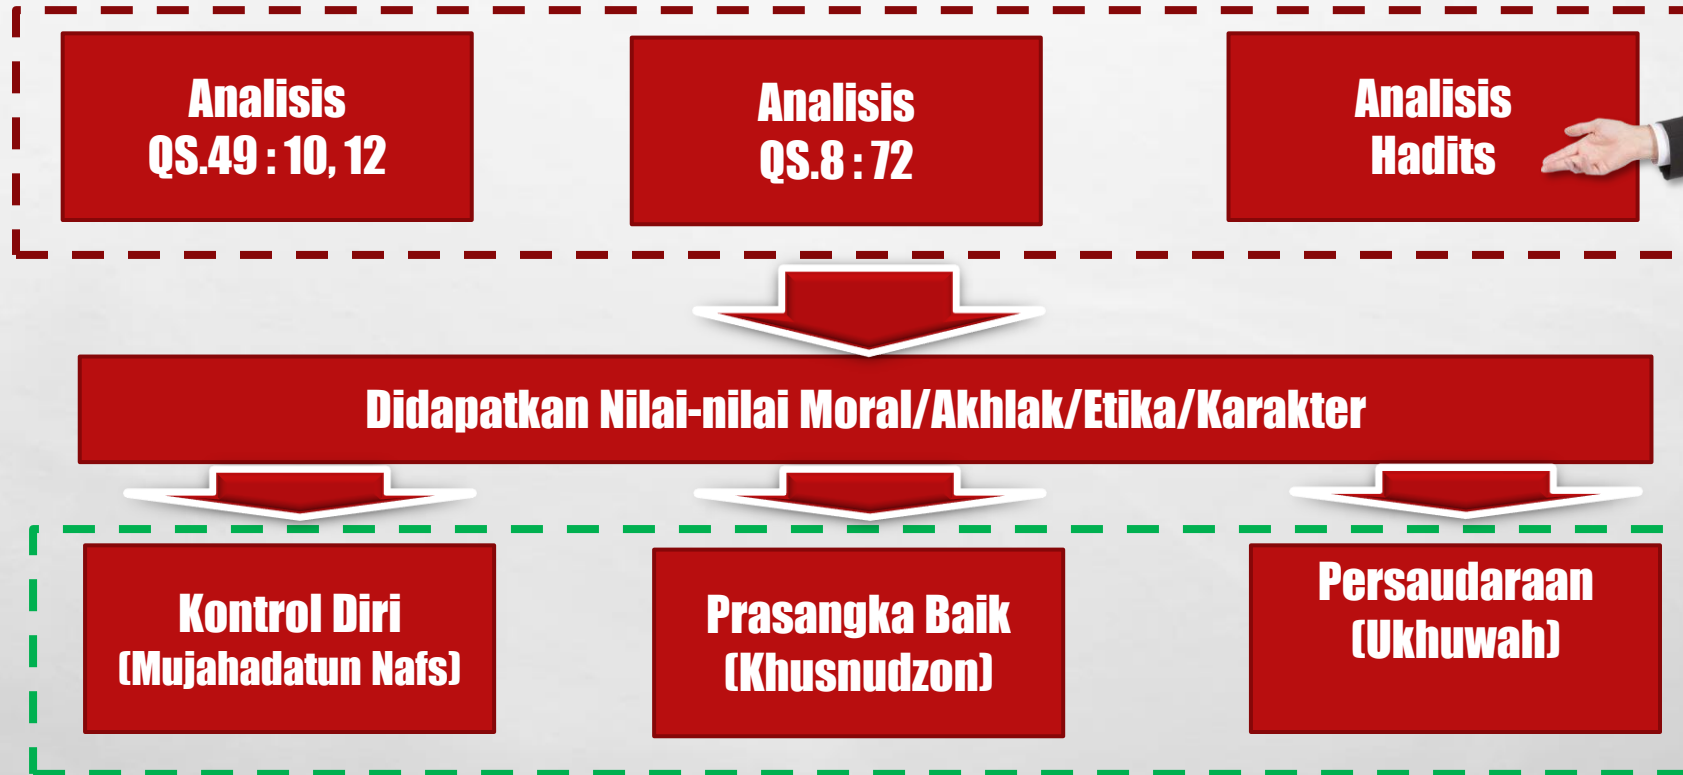 Analisis
QS.49 : 10, 12
Analisis
QS.8 : 72
Analisis
Hadits
Didapatkan Nilai-nilai Moral/Akhlak/Etika/Karakter
Kontrol Diri
(Mujahadatun Nafs)
Prasangka Baik
(Khusnudzon)
Persaudaraan
(Ukhuwah)